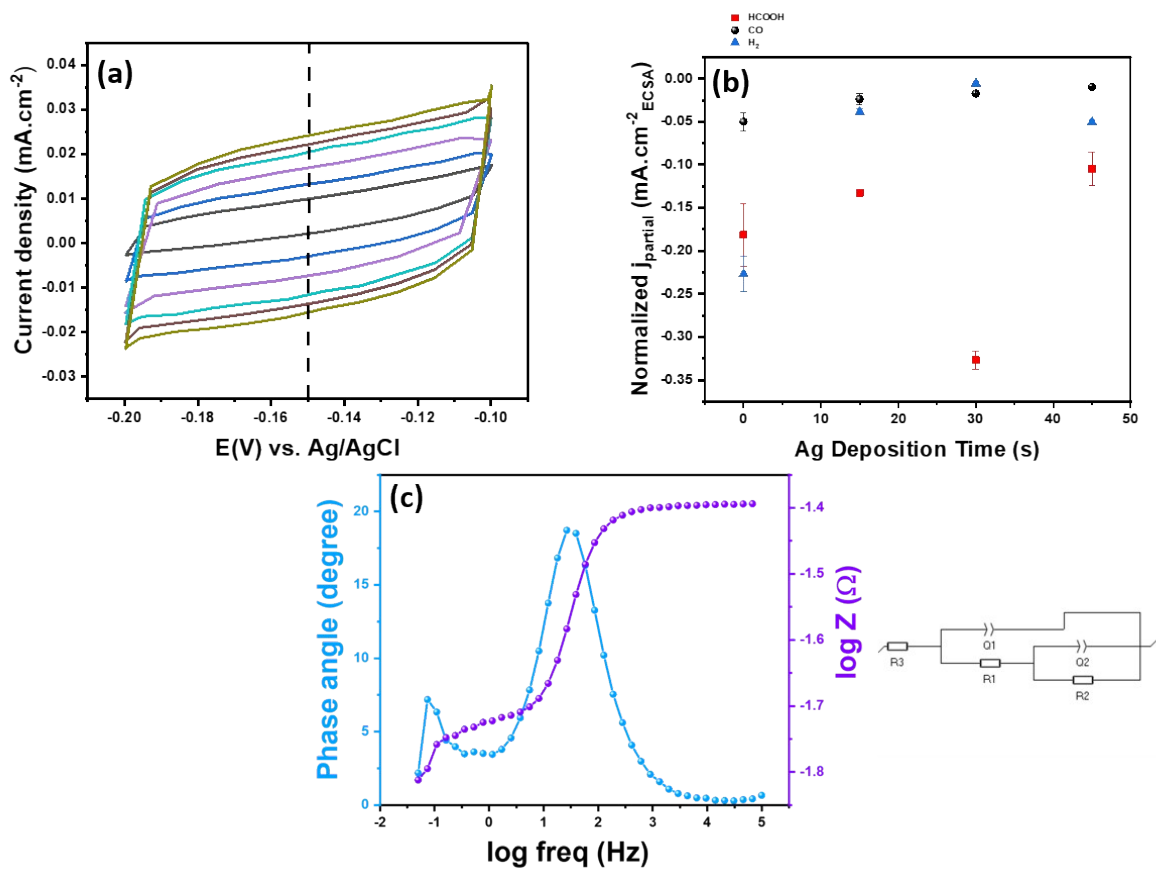 HCOOH
CO
H2
(a)
0.04
0.03
0.02
0.01
0.00
-0.01
-0.02
-0.03
Current density (mA.cm-2)
-0.20
-0.18
-0.16
-0.14
-0.12
-0.10
E(V) vs. Ag/AgCl
(b)
0.00
-0.05
-0.10
-0.15
-0.20
-0.25
-0.30
-0.35
Normalized jpartial (mA.cm-2ECSA)
0
10
20
30
40
50
Ag Deposition Time (s)
(c)
20
15
10
5
0
Phase angle (degree)
-2
-1
0
1
2
3
4
5
log freq (Hz)
-1.4
-1.5
-1.6
-1.7
-1.8
log Z (Ω)
R3
Q1
R1
Q2
R2